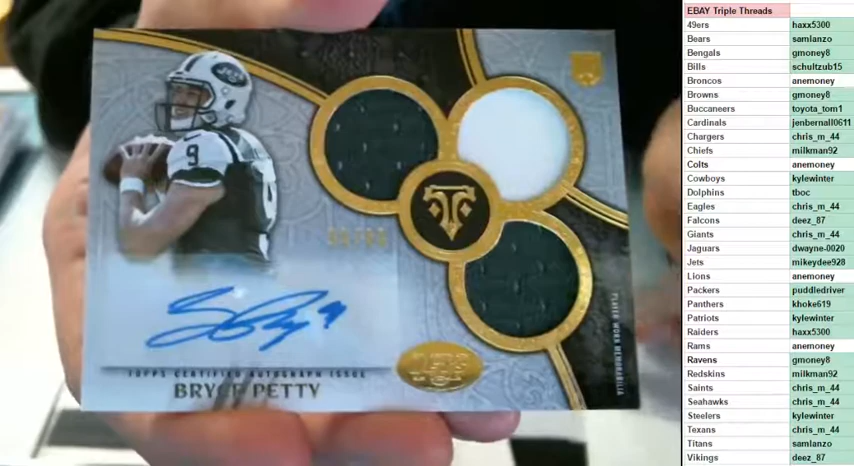 9
TOPPS CERTIFIED AUTOGRAPH ISSUE
BRYCE PETTY
PLAYER WORN MEMORABILIA
EBAY Triple Threads
49ers haxx5300
Bears samlanzo
Bengals gmoney8
Bills schultzub15
Broncos anemoney
Browns gmoney8
Buccaneers toyota_tom1
Cardinals jenbernall0611
Chargers chris_m_44
Chiefs milkman92
Colts anemoney
Cowboys kylewinter
Dolphins tboc
Eagles chris_m_44
Falcons deez_87
Giants chris_m_44
Jaguars dwayne-0020
Jets mikeydee928
Lions anemoney
Packers puddledriver
Panthers khoke619
Patriots kylewinter
Raiders haxx5300
Rams anemoney
Ravens gmoney8
Redskins milkman92
Saints chris_m_44
Seahawks chris_m_44
Steelers kylewinter
Texans chris_m_44
Titans samlanzo
Vikings deez_87